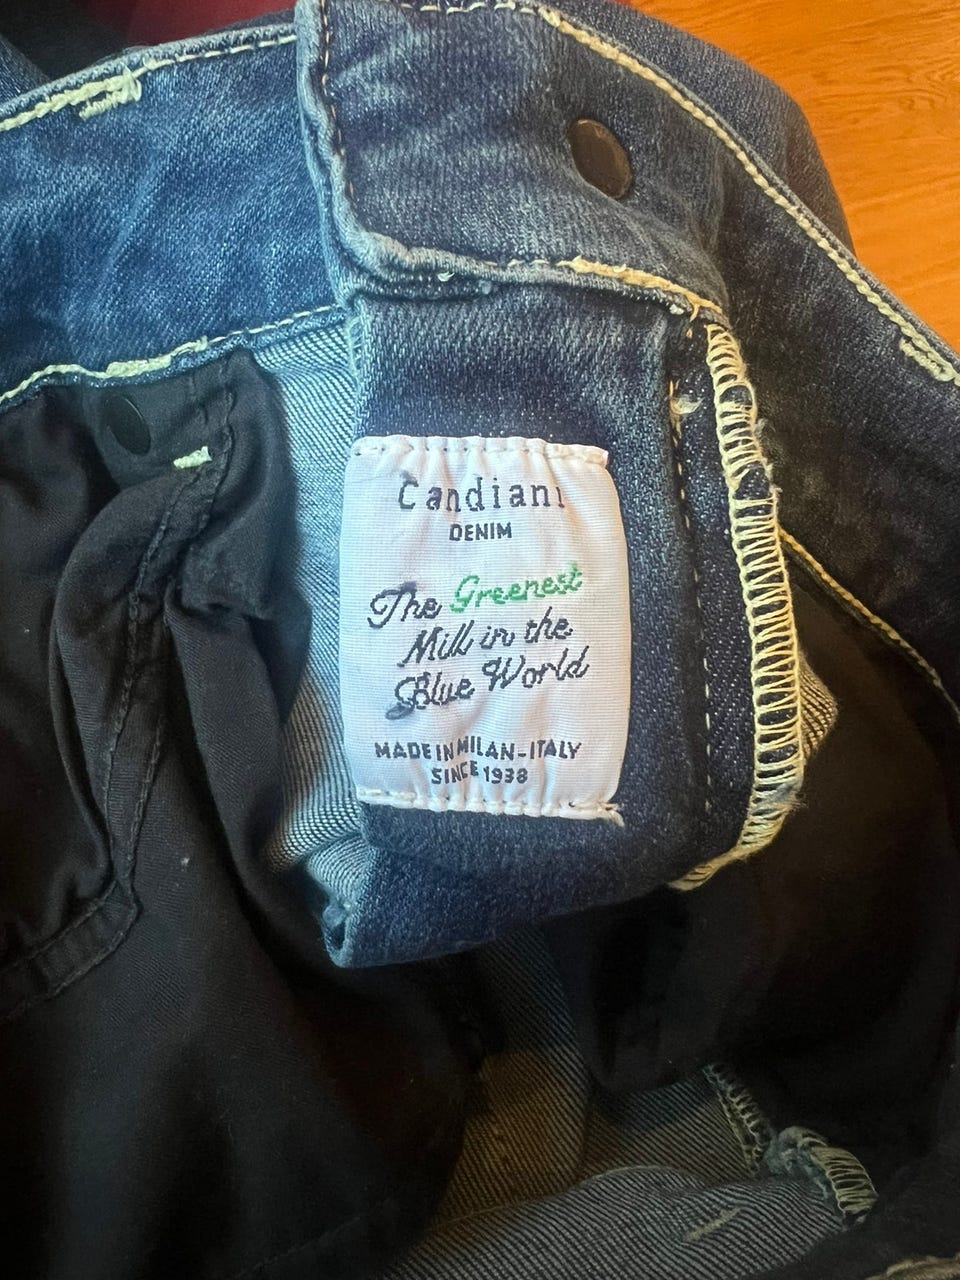 Candiani
DENIM
The Greenest
Mill in the
Blue World
MADE IN MILAN-ITALY
SINCE 1938